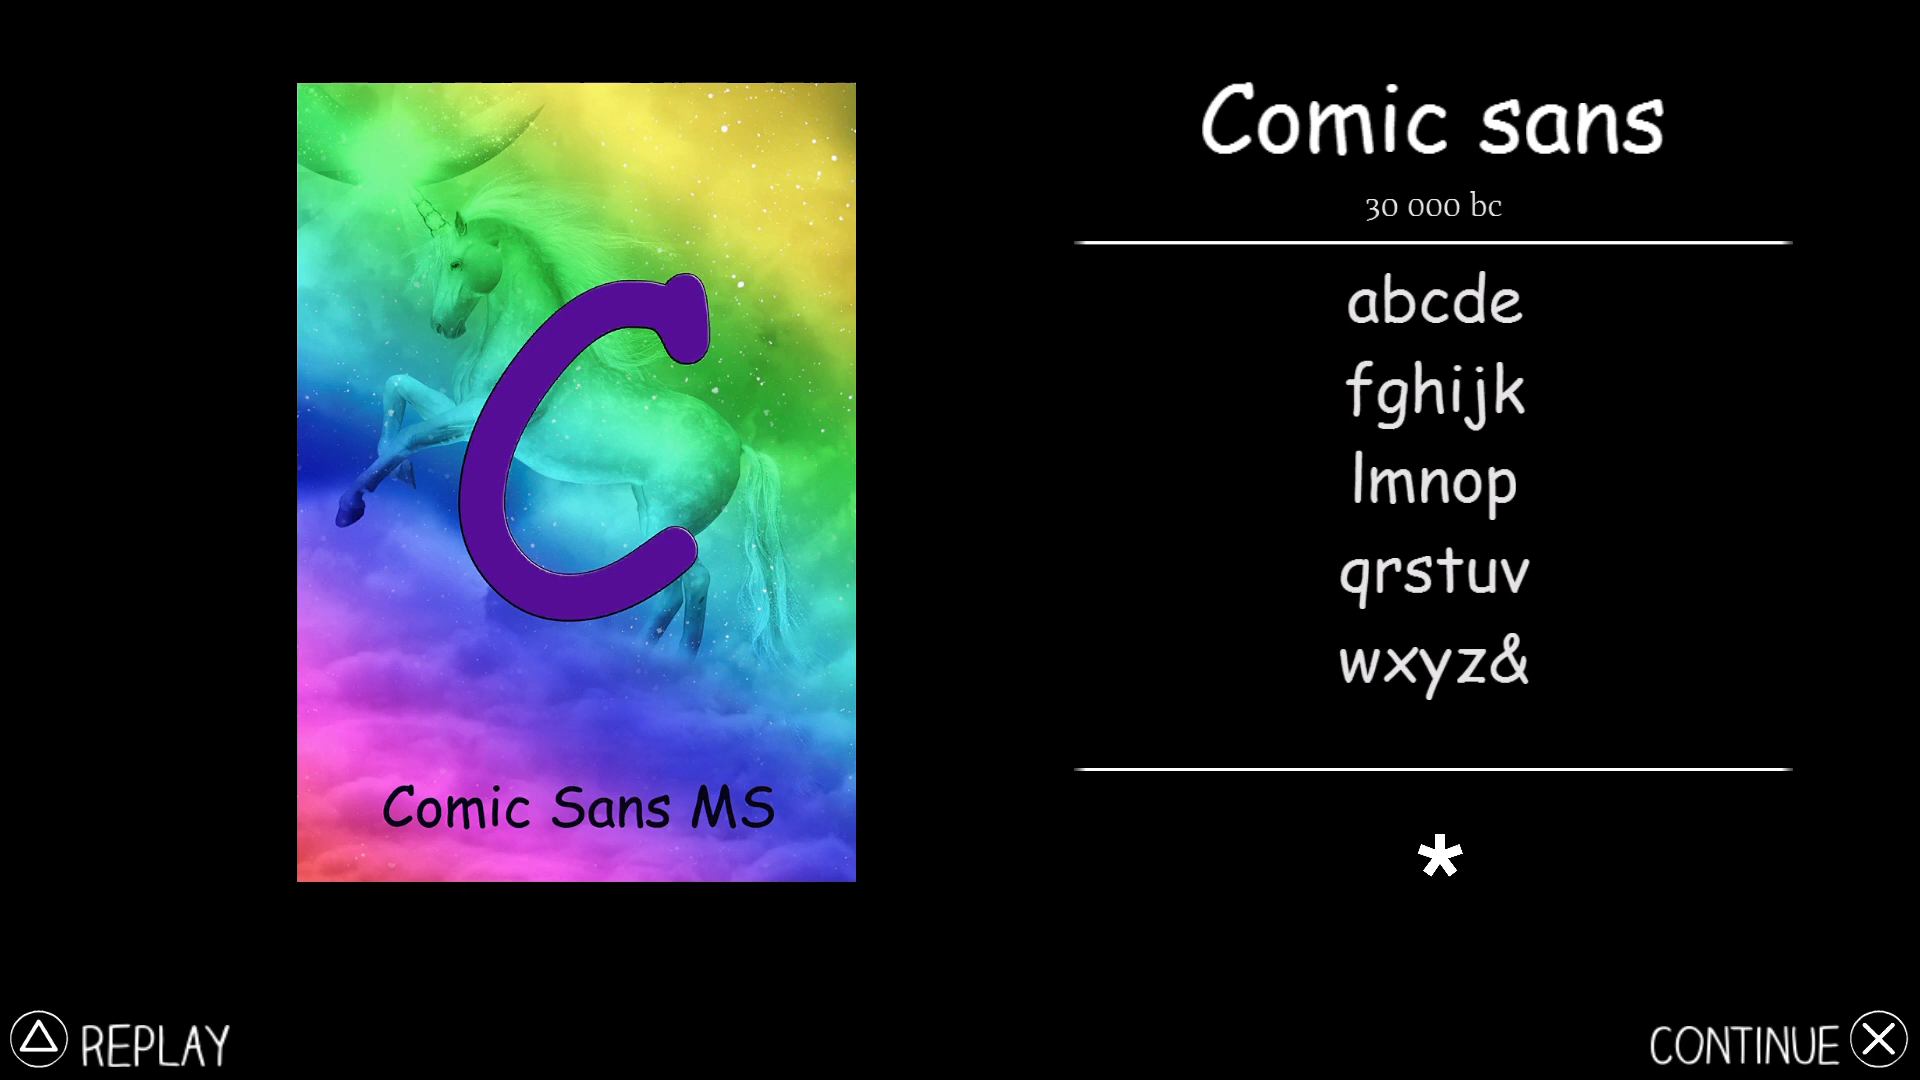 C
Comic Sans MS
Comic sans
30 000 bc
abcde
fghijk
lmnop
qrstuv
wxyz&
*
REPLAY
CONTINUE